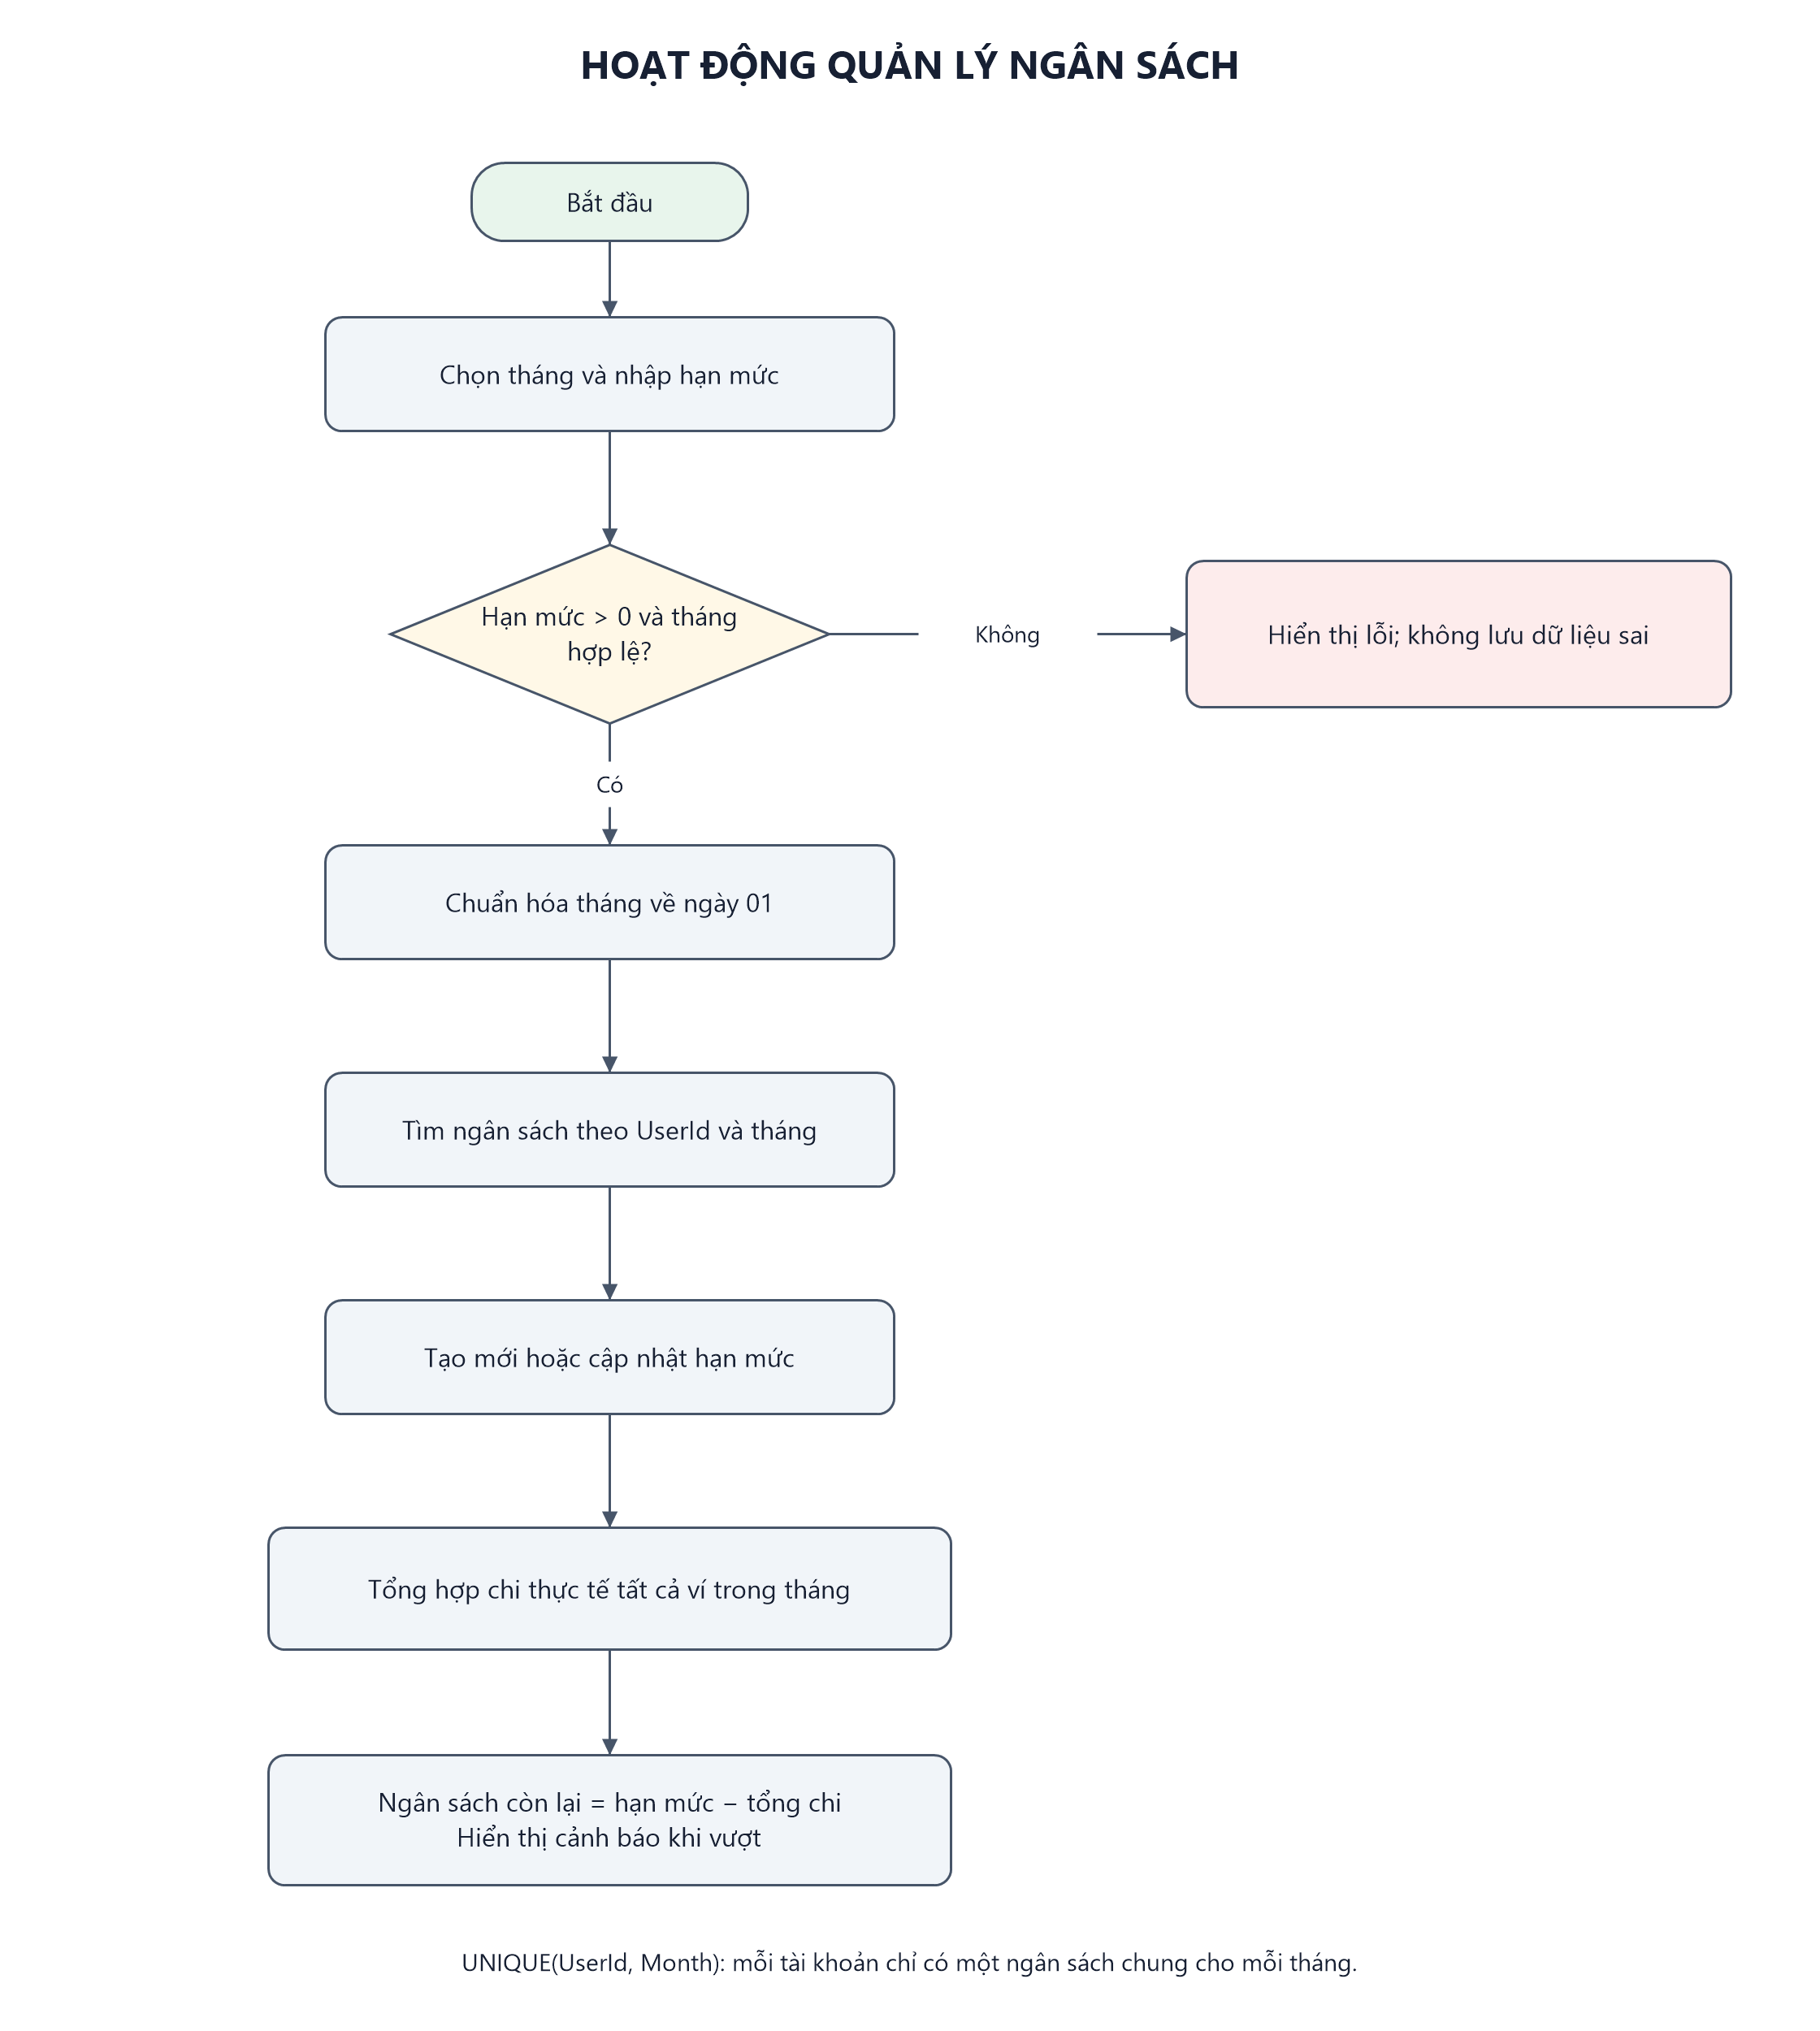 HOẠT ĐỘNG QUẢN LÝ NGÂN SÁCH
Bắt đầu
Chọn tháng và nhập hạn mức
Hạn mức > 0 và tháng
hợp lệ?
Không
Hiển thị lỗi; không lưu dữ liệu sai
Có
Chuẩn hóa tháng về ngày 01
Tìm ngân sách theo UserId và tháng
Tạo mới hoặc cập nhật hạn mức
Tổng hợp chi thực tế tất cả ví trong tháng
Ngân sách còn lại = hạn mức − tổng chi
Hiển thị cảnh báo khi vượt
UNIQUE(UserId, Month): mỗi tài khoản chỉ có một ngân sách chung cho mỗi tháng.